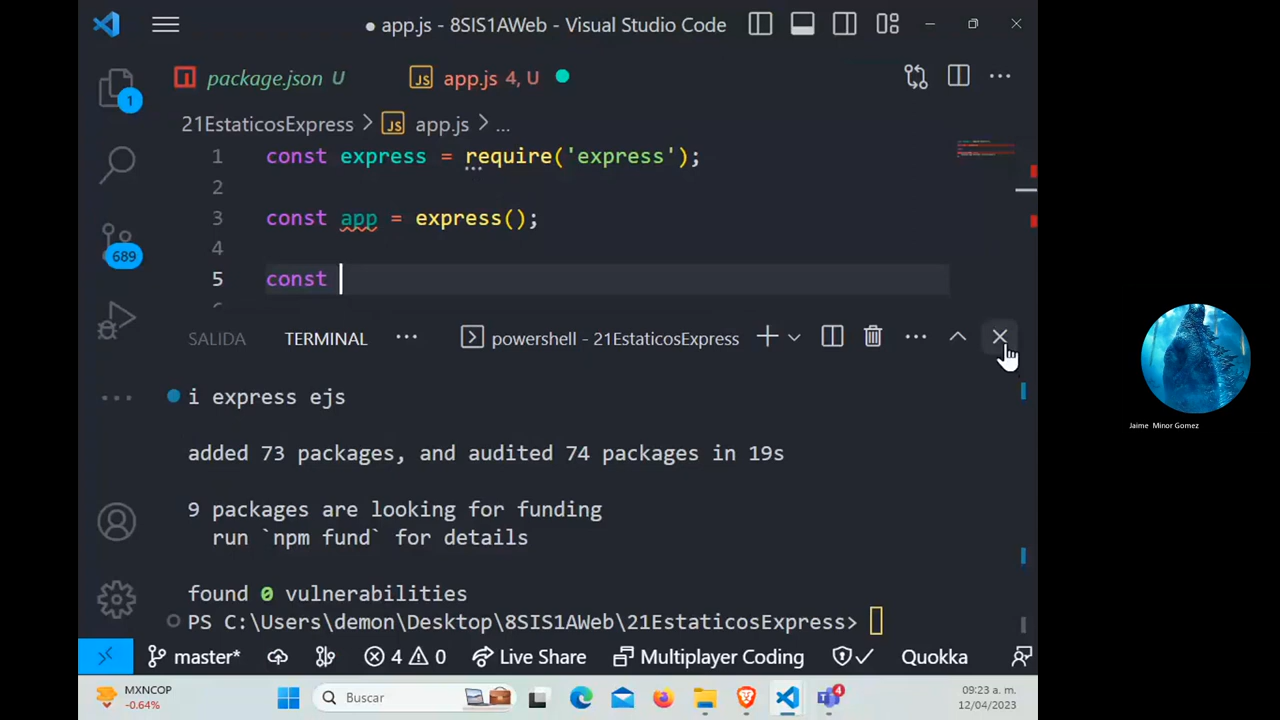 ● app.js - 8SIS1AWeb - Visual Studio Code
package.json U
JS app.js 4, U
21EstaticosExpress > JS app.js > ...
1 const express = require('express');
2
3 const app = express();
4
5 const
SALIDA TERMINAL ··· powershell - 21EstaticosExpress
i express ejs
added 73 packages, and audited 74 packages in 19s
9 packages are looking for funding
run `npm fund` for details
found 0 vulnerabilities
PS C:\Users\demon\Desktop\8SIS1AWeb\21EstaticosExpress>
1
689
master* 4 0 Live Share Multiplayer Coding Quokka
MXNCOP
-0.64%
Buscar
4
09:23 a. m.
12/04/2023
Jaime Minor Gomez